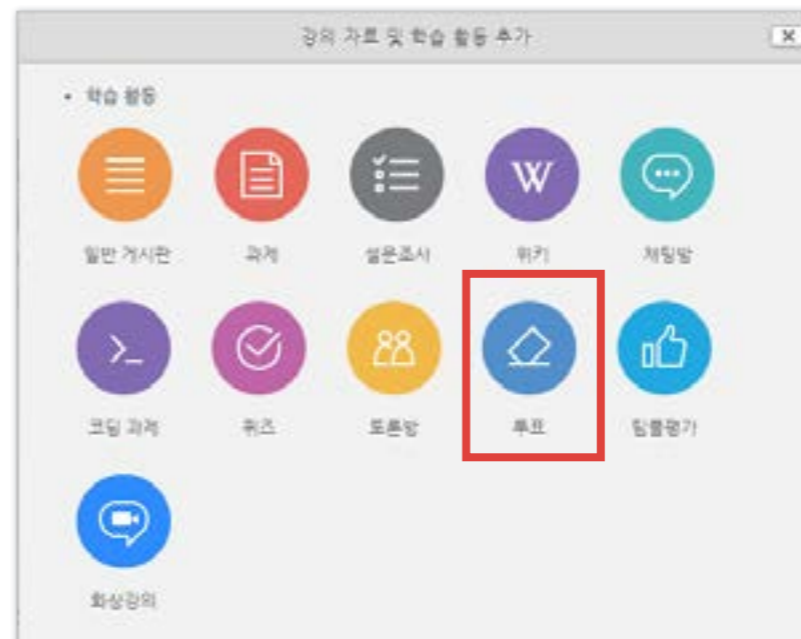 강의 자료 및 학습 활동 추가
• 학습 활동
일반 게시판 과제 설문조사 위키 채팅방
코딩 과제 퀴즈 토론방 투표 팀플평가
화상강의